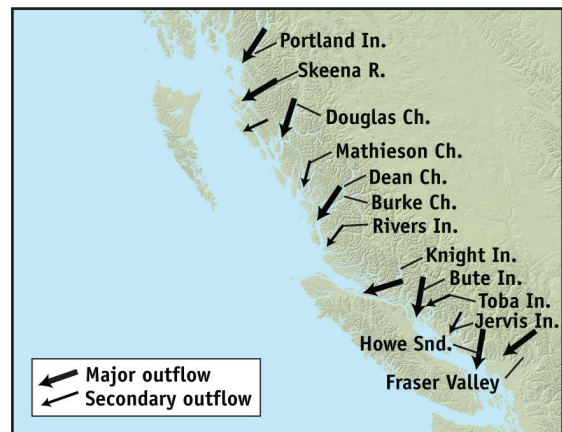 Portland In.
Skeena R.
Douglas Ch.
Mathieson Ch.
Dean Ch.
Burke Ch.
Rivers In.
Knight In.
Bute In.
Toba In.
Jervis In.
Howe Snd.
Fraser Valley
Major outflow
Secondary outflow